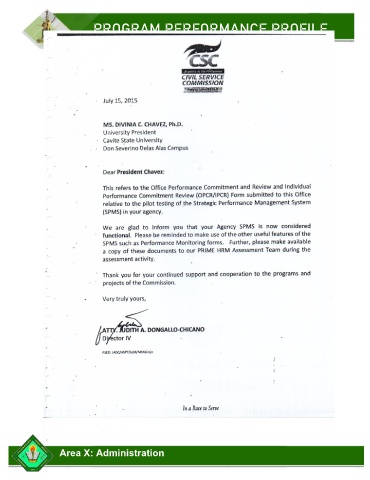 PROGRAM PERFORMANCE PROFILE
CSC
CIVIL SERVICE
COMMISSION
July 15, 2015
MS. DIVINIA C. CHAVEZ, Ph.D.
University President
Cavite State University
Don Severino Delas Alas Campus
Dear President Chavez:
This refers to the Office Performance Commitment and Review and Individual
Performance Commitment Review (OPCR/IPCR) Form submitted to this Office
relative to the pilot testing of the Strategic Performance Management System
(SPMS) in your agency.
We are glad to inform you that your Agency SPMS is now considered
functional. Please be reminded to make use of the other useful features of the
SPMS such as Performance Monitoring forms. Further, please make available
a copy of these documents to our PRIME HRM Assessment Team during the
assessment activity.
Thank you for your continued support and cooperation to the programs and
projects of the Commission.
Very truly yours,
ATTY. JUDITH A. DONGALLO-CHICANO
Director IV
In a Race to Serve
Area X: Administration